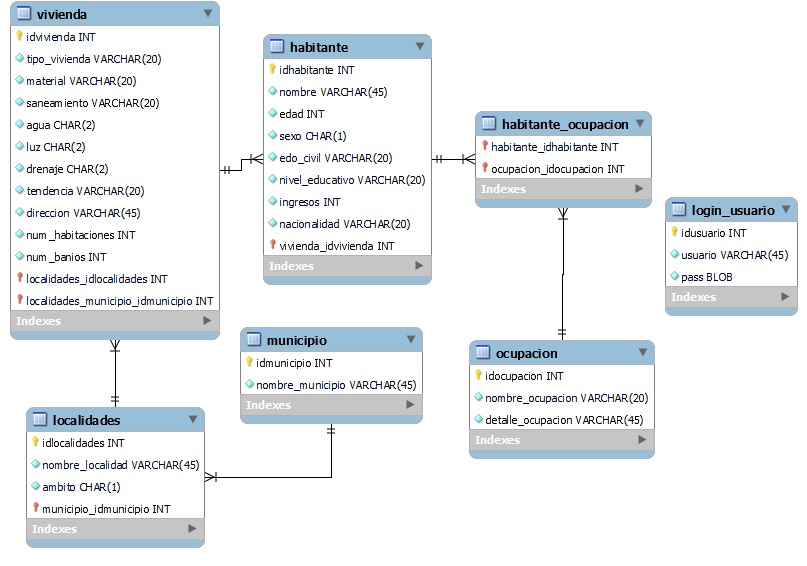 vivienda
idvivienda INT
tipo_vivienda VARCHAR(20)
material VARCHAR(20)
saneamiento VARCHAR(20)
agua CHAR(2)
luz CHAR(2)
drenaje CHAR(2)
tendencia VARCHAR(20)
direccion VARCHAR(45)
num_habitaciones INT
num_banios INT
localidades_idlocalidades INT
localidades_municipio_idmunicipio INT
Indexes
habitante
idhabitante INT
nombre VARCHAR(45)
edad INT
sexo CHAR(1)
edo_civil VARCHAR(20)
nivel_educativo VARCHAR(20)
ingresos INT
nacionalidad VARCHAR(20)
vivienda_idvivienda INT
Indexes
habitante_ocupacion
habitante_idhabitante INT
ocupacion_idocupacion INT
Indexes
login_usuario
idusuario INT
usuario VARCHAR(45)
pass BLOB
Indexes
municipio
idmunicipio INT
nombre_municipio VARCHAR(45)
Indexes
ocupacion
idocupacion INT
nombre_ocupacion VARCHAR(20)
detalle_ocupacion VARCHAR(45)
Indexes
localidades
idlocalidades INT
nombre_localidad VARCHAR(45)
ambito CHAR(1)
municipio_idmunicipio INT
Indexes